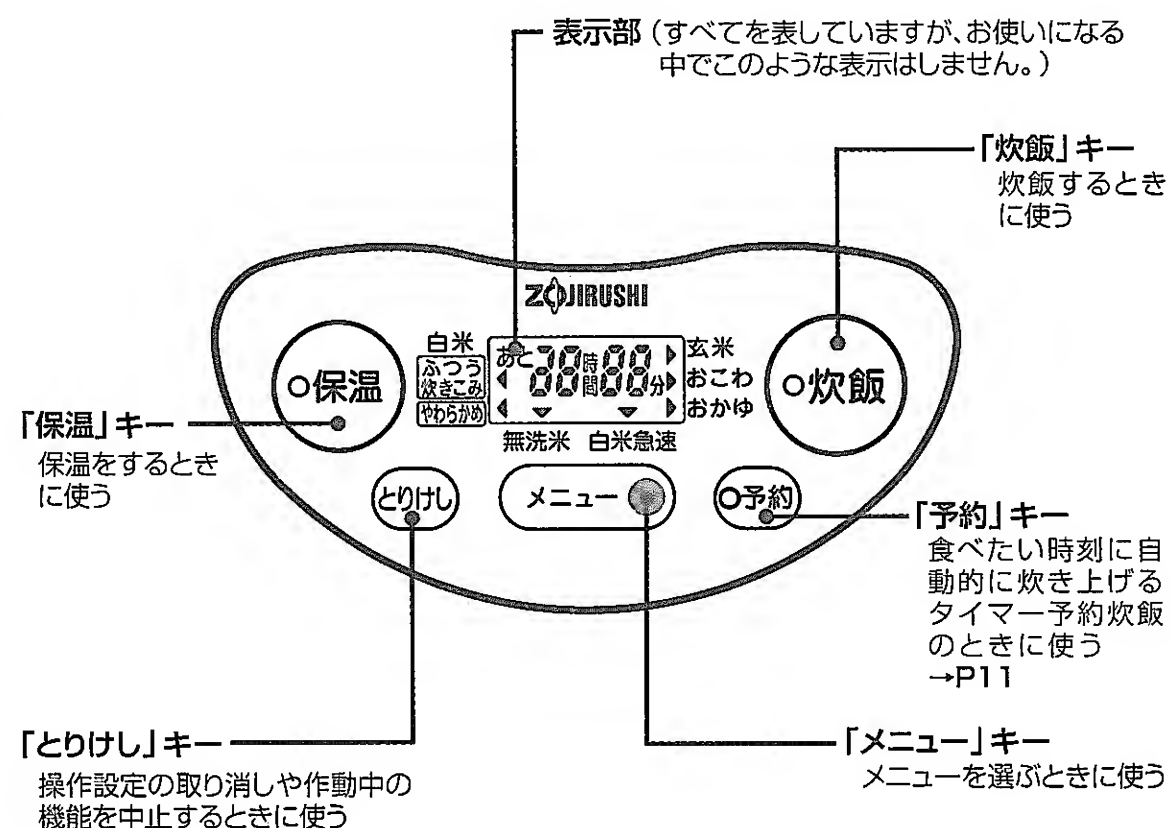 表示部（すべてを表していますが、お使いになる
中でこのような表示はしません。）
「炊飯」キー
炊飯するとき
に使う
ZOJIRUSHI
白米
ふつう
炊きこみ
やわらかめ
あと88時間88分
玄米
おこわ
おかゆ
無洗米 白米急速
保温
炊飯
「保温」キー
保温をするとき
に使う
とりけし
メニュー
予約
「予約」キー
食べたい時刻に自
動的に炊き上げる
タイマー予約炊飯
のときに使う
→P11
「とりけし」キー
操作設定の取り消しや作動中の
機能を中止するときに使う
「メニュー」キー
メニューを選ぶときに使う